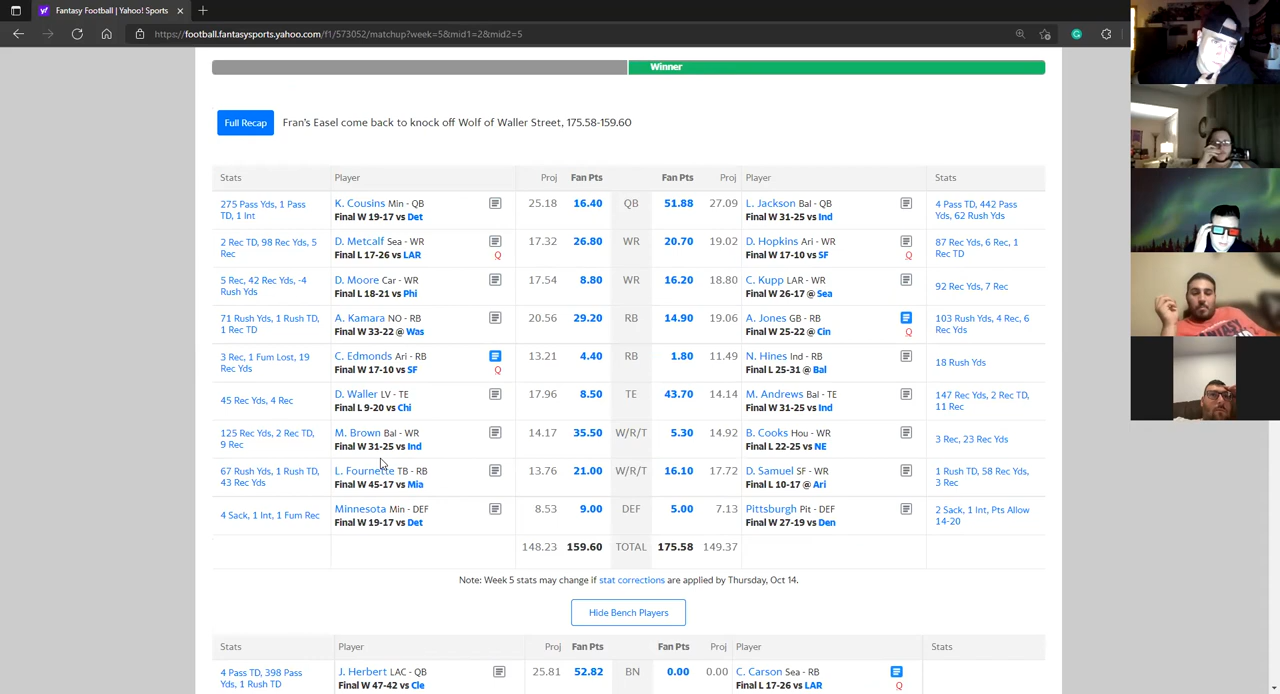 Fantasy Football | Yahoo! Sports
https://football.fantasysports.yahoo.com/f1/573052/matchup?week=5&mid1=2&mid2=5
Winner
Full Recap Fran's Easel come back to knock off Wolf of Waller Street, 175.58-159.60
Stats Player Proj Fan Pts Fan Pts Proj Player Stats
275 Pass Yds, 1 Pass K. Cousins Min - QB 25.18 16.40 QB 51.88 27.09 L. Jackson Bal - QB 4 Pass TD, 442 Pass
TD, 1 Int Final W 19-17 vs Det Final W 31-25 vs Ind Yds, 62 Rush Yds
2 Rec TD, 98 Rec Yds, 5 D. Metcalf Sea - WR 17.32 26.80 WR 20.70 19.02 D. Hopkins Ari - WR 87 Rec Yds, 6 Rec, 1
Rec Final L 17-26 vs LAR Q Final W 17-10 vs SF Q Rec TD
5 Rec, 42 Rec Yds, -4 D. Moore Car - WR 17.54 8.80 WR 16.20 18.80 C. Kupp LAR - WR 92 Rec Yds, 7 Rec
Rush Yds Final L 18-21 vs Phi Final W 26-17 @ Sea
71 Rush Yds, 1 Rush TD, A. Kamara NO - RB 20.56 29.20 RB 14.90 19.06 A. Jones GB - RB 103 Rush Yds, 4 Rec, 6
1 Rec TD Final W 33-22 @ Was Final W 25-22 @ Cin Q Rec Yds
3 Rec, 1 Fum Lost, 19 C. Edmonds Ari - RB 13.21 4.40 RB 1.80 11.49 N. Hines Ind - RB 18 Rush Yds
Rec Yds Final W 17-10 vs SF Q Final L 25-31 @ Bal
45 Rec Yds, 4 Rec D. Waller LV - TE 17.96 8.50 TE 43.70 14.14 M. Andrews Bal - TE 147 Rec Yds, 2 Rec TD,
Final L 9-20 vs Chi Final W 31-25 vs Ind 11 Rec
125 Rec Yds, 2 Rec TD, M. Brown Bal - WR 14.17 35.50 W/R/T 5.30 14.92 B. Cooks Hou - WR 3 Rec, 23 Rec Yds
9 Rec Final W 31-25 vs Ind Final L 22-25 vs NE
67 Rush Yds, 1 Rush TD, L. Fournette TB - RB 13.76 21.00 W/R/T 16.10 17.72 D. Samuel SF - WR 1 Rush TD, 58 Rec Yds,
43 Rec Yds Final W 45-17 vs Mia Final L 10-17 @ Ari 3 Rec
4 Sack, 1 Int, 1 Fum Rec Minnesota Min - DEF 8.53 9.00 DEF 5.00 7.13 Pittsburgh Pit - DEF 2 Sack, 1 Int, Pts Allow
Final W 19-17 vs Det Final W 27-19 vs Den 14-20
148.23 159.60 TOTAL 175.58 149.37
Note: Week 5 stats may change if stat corrections are applied by Thursday, Oct 14.
Hide Bench Players
Stats Player Proj Fan Pts Fan Pts Proj Player Stats
4 Pass TD, 398 Pass J. Herbert LAC - QB 25.81 52.82 BN 0.00 0.00 C. Carson Sea - RB
Yds, 1 Rush TD Final W 47-42 vs Cle Final L 17-26 vs LAR Q